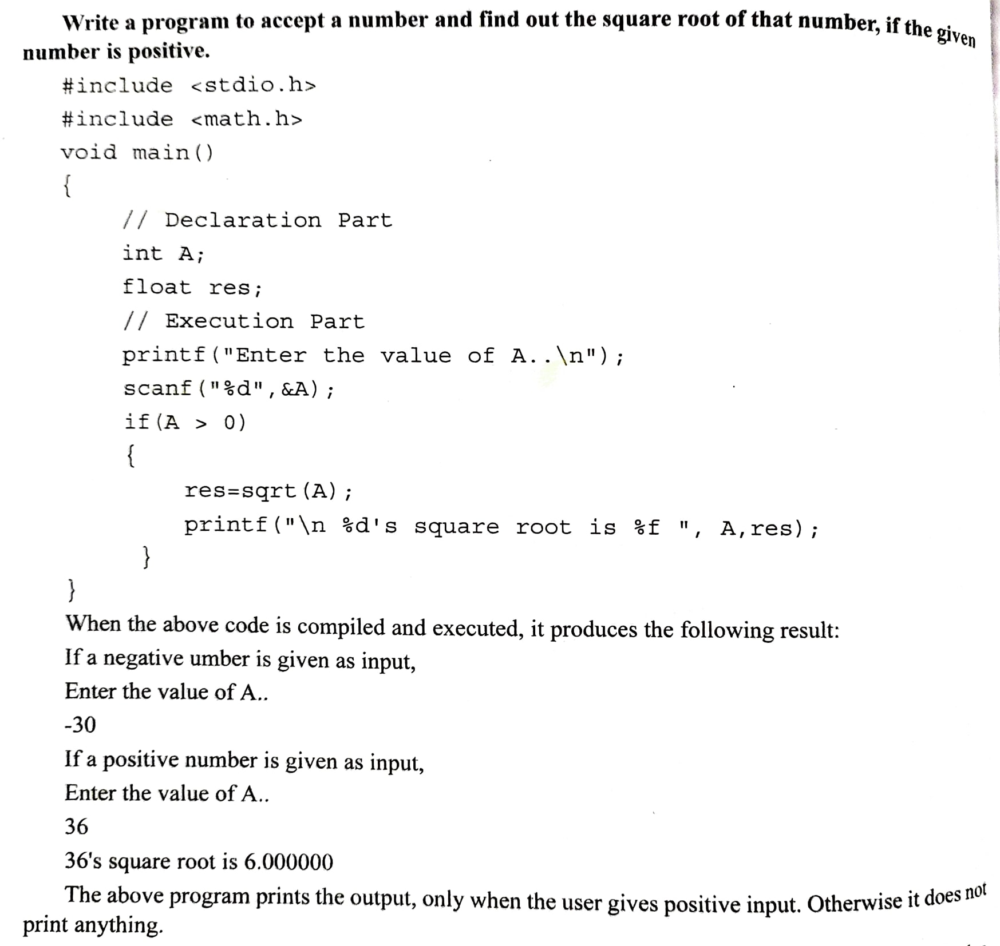 Write a program to accept a number and find out the square root of that number, if the given
number is positive.
#include <stdio.h>
#include <math.h>
void main()
{
// Declaration Part
int A;
float res;
// Execution Part
printf("Enter the value of A..\n");
scanf("%d",&A);
if(A > 0)
{
res=sqrt(A);
printf("\n %d's square root is %f ", A,res);
}
}
When the above code is compiled and executed, it produces the following result:
If a negative umber is given as input,
Enter the value of A..
-30
If a positive number is given as input,
Enter the value of A..
36
36's square root is 6.000000
The above program prints the output, only when the user gives positive input. Otherwise it does not
print anything.